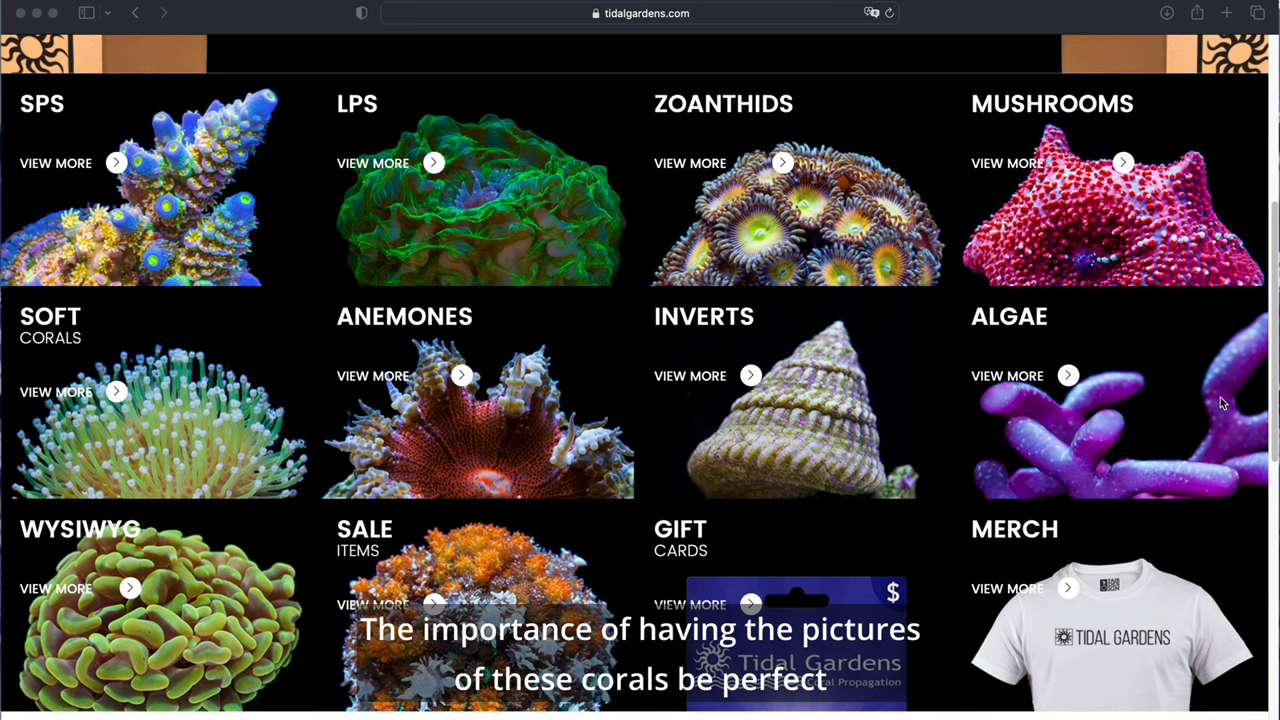 tidalgardens.com
SPS
VIEW MORE
LPS
VIEW MORE
ZOANTHIDS
VIEW MORE
MUSHROOMS
VIEW MORE
SOFT
CORALS
VIEW MORE
ANEMONES
VIEW MORE
INVERTS
VIEW MORE
ALGAE
VIEW MORE
WYSIWYG
VIEW MORE
SALE
ITEMS
VIEW MORE
GIFT
CARDS
VIEW MORE
$
Tidal Gardens
Coral Propagation
MERCH
VIEW MORE
TIDAL GARDENS
The importance of having the pictures
of these corals be perfect